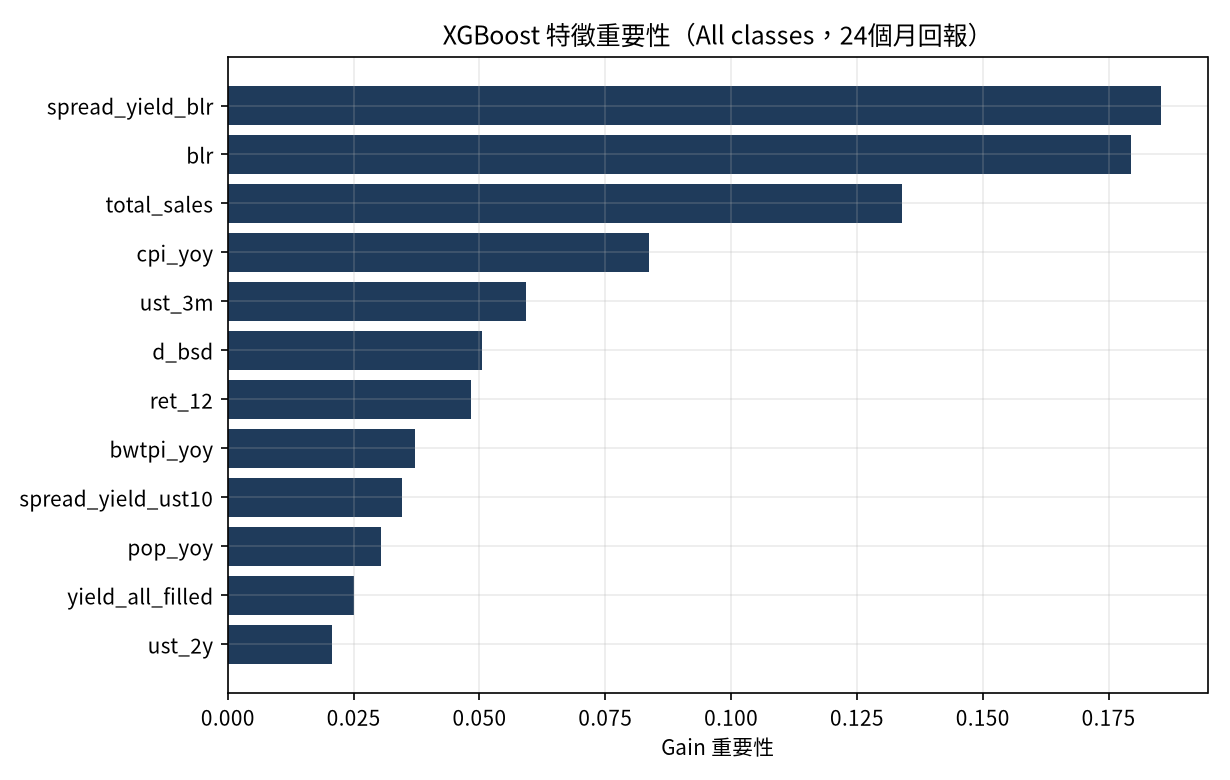 XGBoost 特徵重要性（All classes，24個月回報）
spread_yield_blr
blr
total_sales
cpi_yoy
ust_3m
d_bsd
ret_12
bwtpi_yoy
spread_yield_ust10
pop_yoy
yield_all_filled
ust_2y
0.000 0.025 0.050 0.075 0.100 0.125 0.150 0.175
Gain 重要性